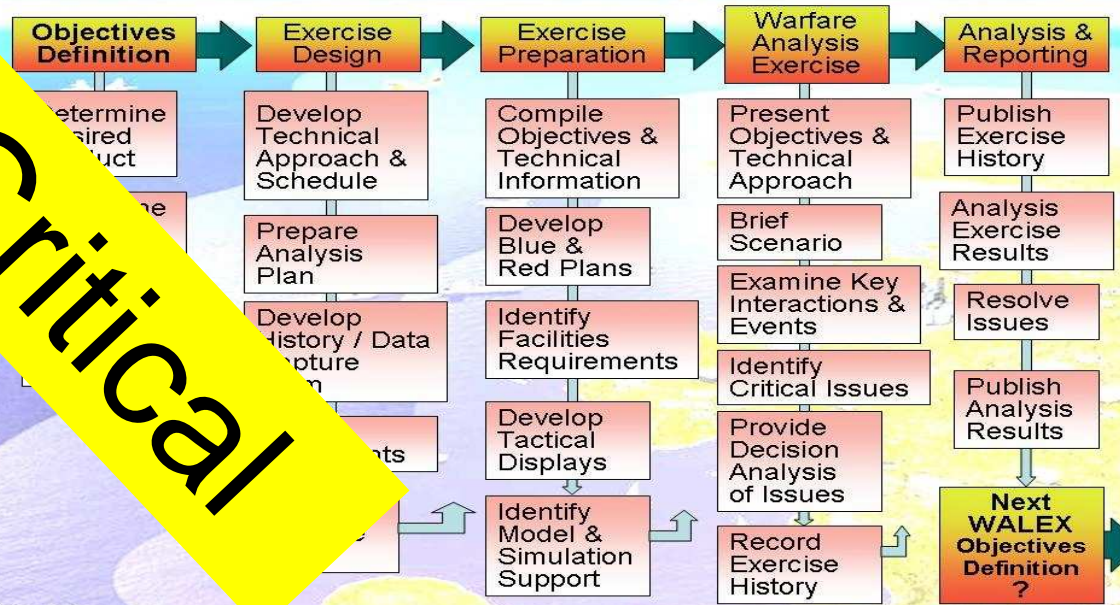 Objectives
Definition
Exercise
Design
Exercise
Preparation
Warfare
Analysis
Exercise
Analysis &
Reporting
Critical
Develop
Technical
Approach &
Schedule
Prepare
Analysis
Plan
Develop
History / Data
Compile
Objectives &
Technical
Information
Develop
Blue &
Red Plans
Identify
Facilities
Requirements
Develop
Tactical
Displays
Identify
Model &
Simulation
Support
Present
Objectives &
Technical
Approach
Brief
Scenario
Examine Key
Interactions &
Events
Identify
Critical Issues
Provide
Decision
Analysis
of Issues
Record
Exercise
History
Publish
Exercise
History
Analysis
Exercise
Results
Resolve
Issues
Publish
Analysis
Results
Next
WALEX
Objectives
Definition
?